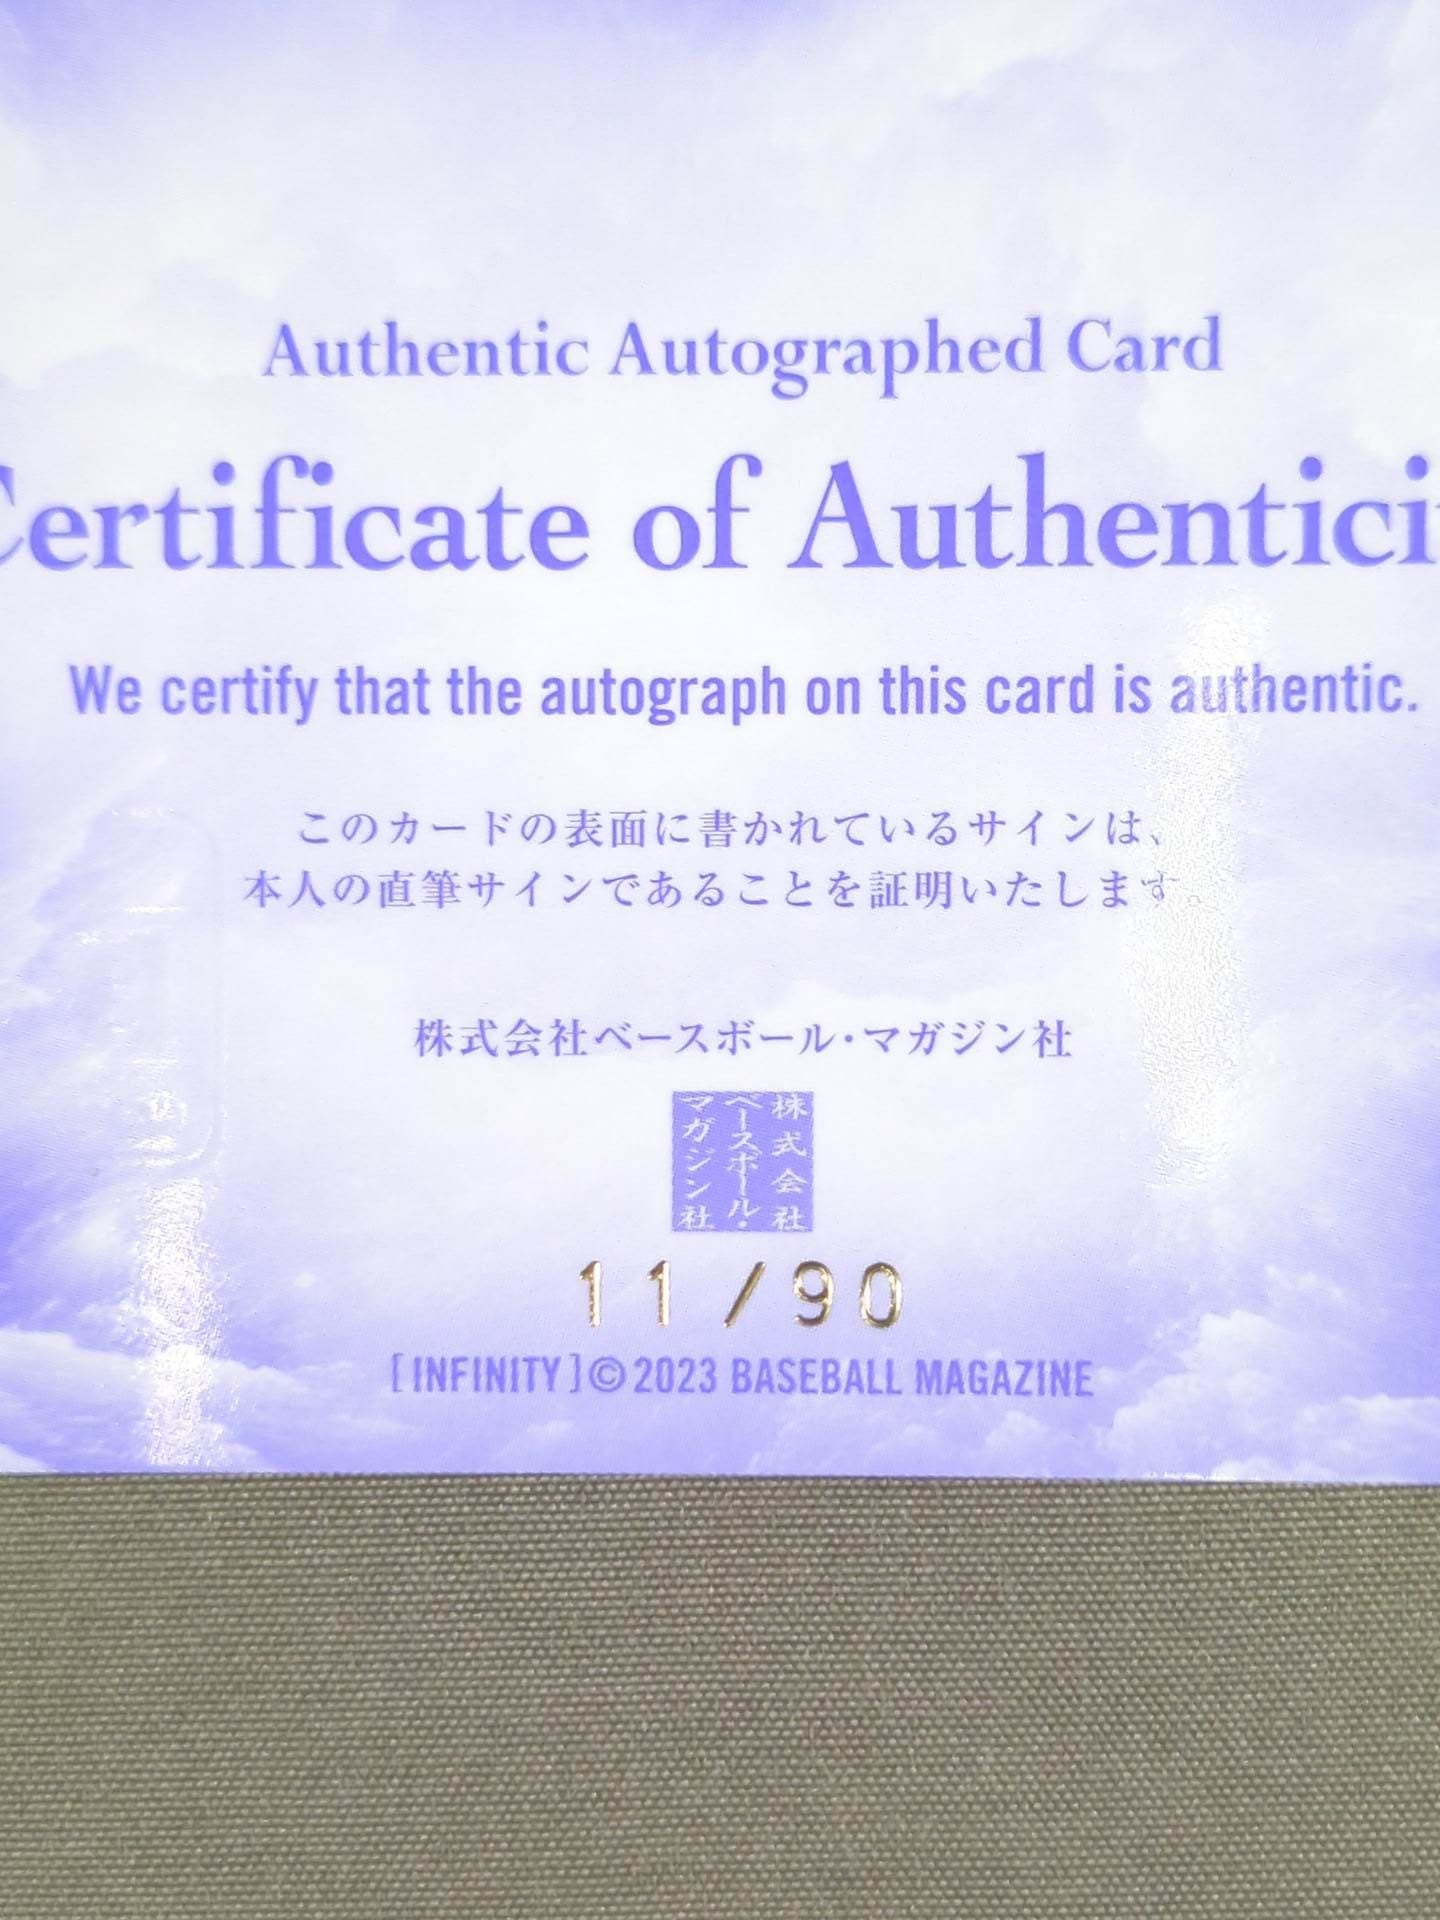 Authentic Autographed Card
Certificate of Authenticit
We certify that the autograph on this card is authentic.
このカードの表面に書かれているサインは、
本人の直筆サインであることを証明いたします。
株式会社ベースボール・マガジン社
株式会社
ベースボール・
マガジン社
11/90
[INFINITY]©2023 BASEBALL MAGAZINE